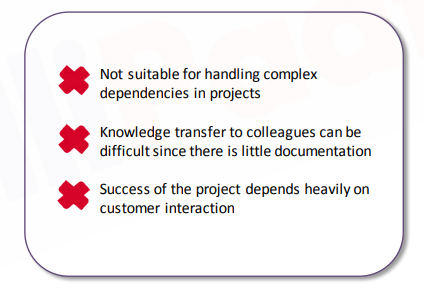 Not suitable for handling complex
dependencies in projects
Knowledge transfer to colleagues can be
difficult since there is little documentation
Success of the project depends heavily on
customer interaction